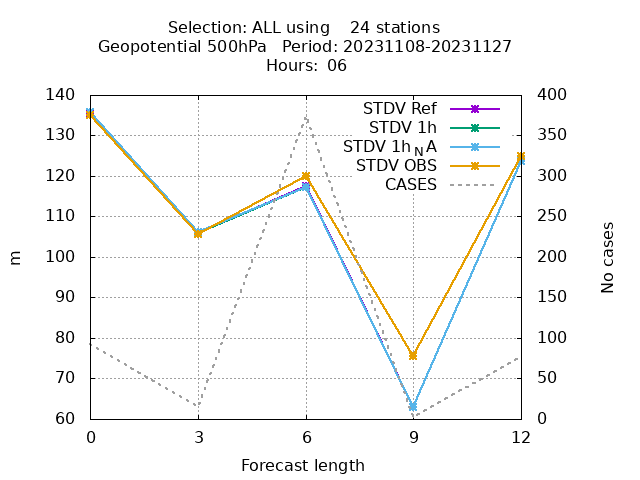 Selection: ALL using    24 stations
Geopotential 500hPa   Period: 20231108-20231127
Hours: 06
140
130
120
110
100
90
80
70
60
m
400
350
300
250
200
150
100
50
0
No cases
STDV Ref
STDV 1h
STDV 1h_N A
STDV OBS
CASES
0 3 6 9 12
Forecast length